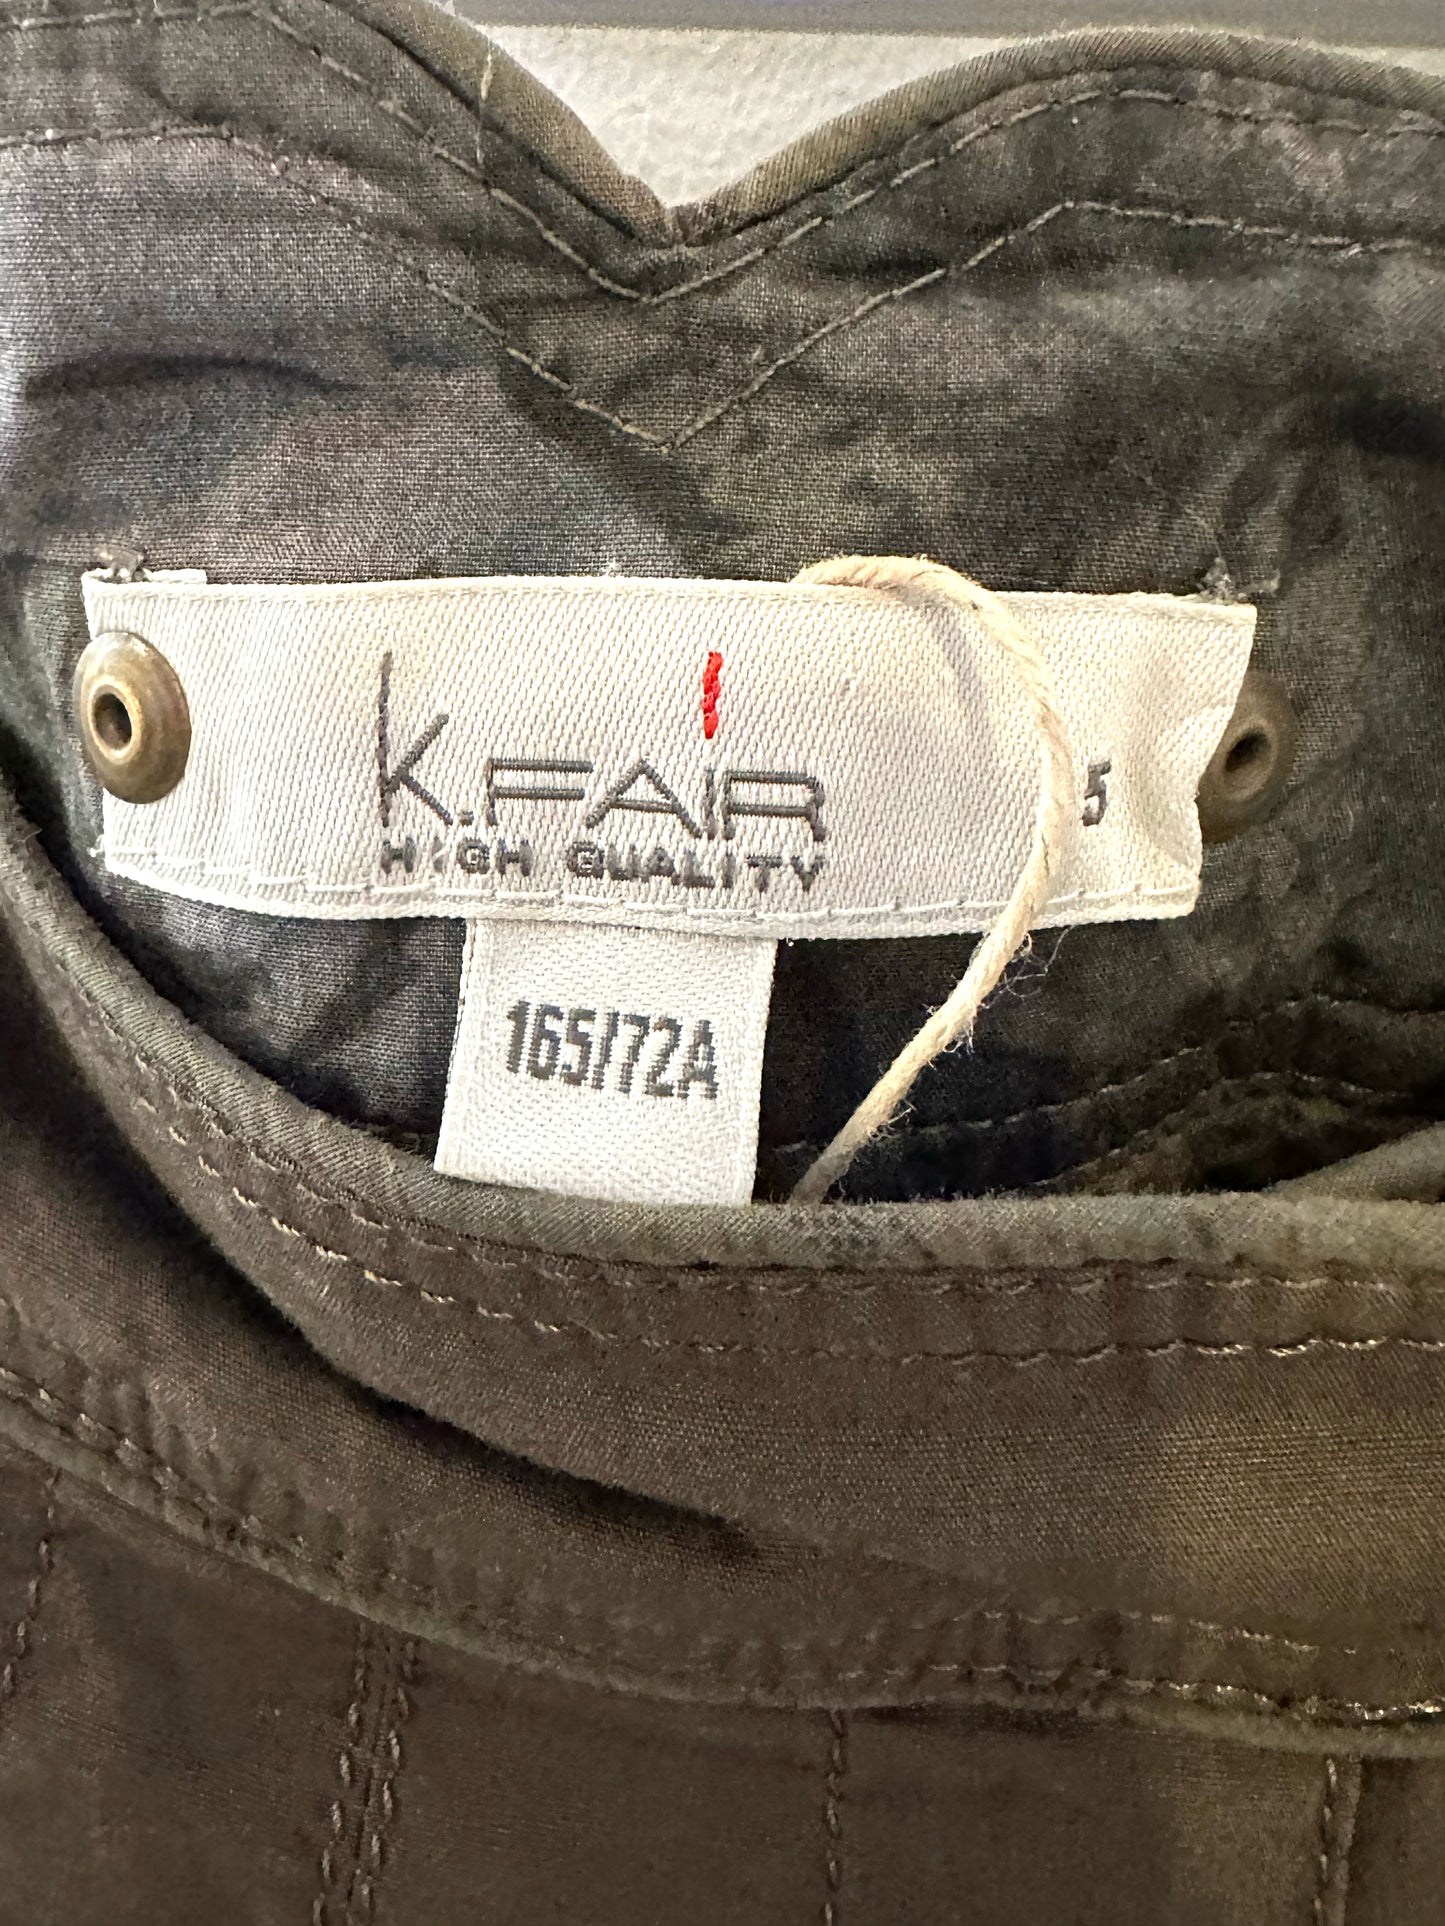 K.FAIR
HIGH QUALITY
5
165/72A